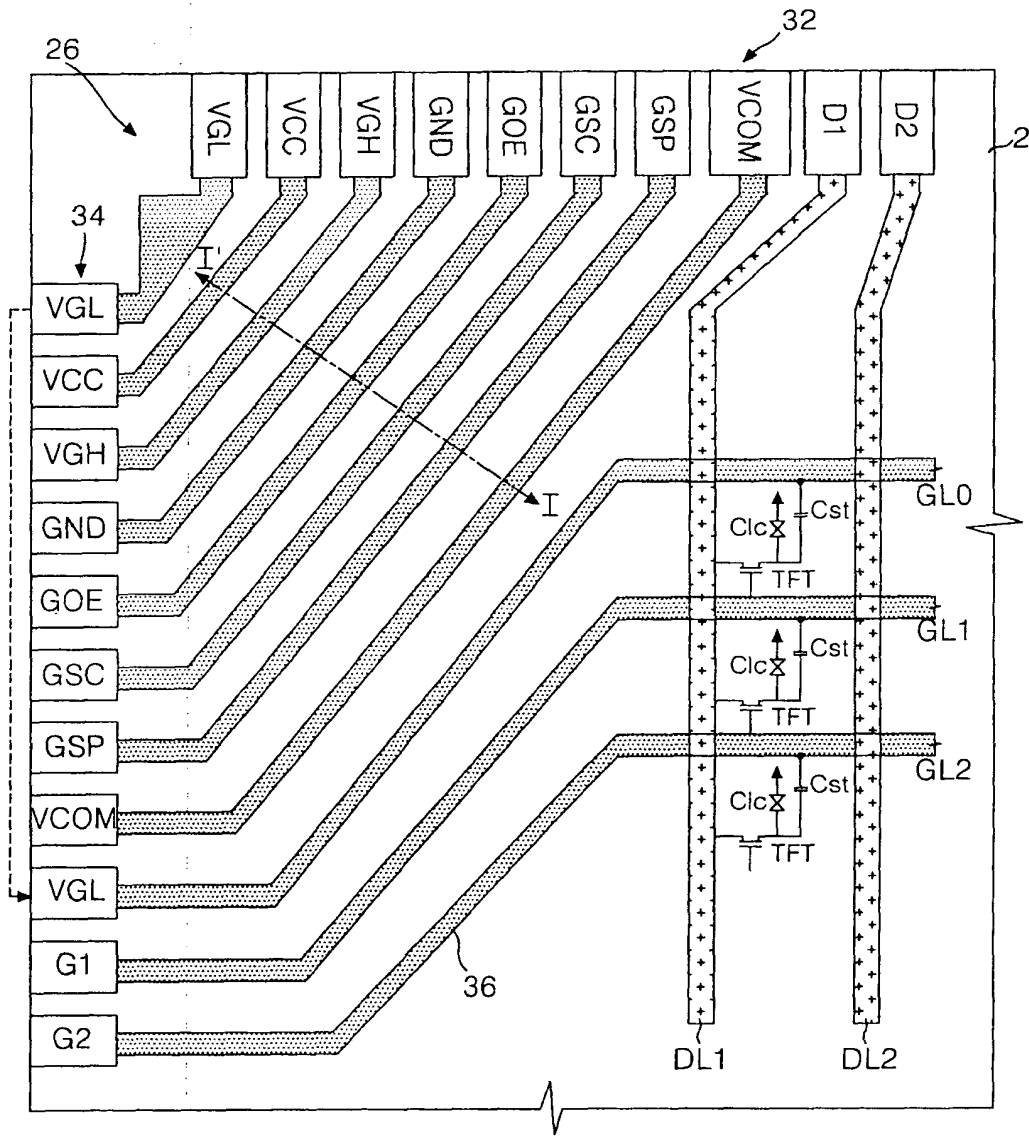 32
26
VGL
VCC
VGH
GND
GOE
GSC
GSP
VCOM
D1
D2
2
34
I'
VGL
VCC
VGH
GND
GOE
GSC
GSP
VCOM
VGL
G1
G2
I
GL0
Clc
Cst
TFT
GL1
Clc
Cst
TFT
GL2
Clc
Cst
TFT
36
DL1
DL2